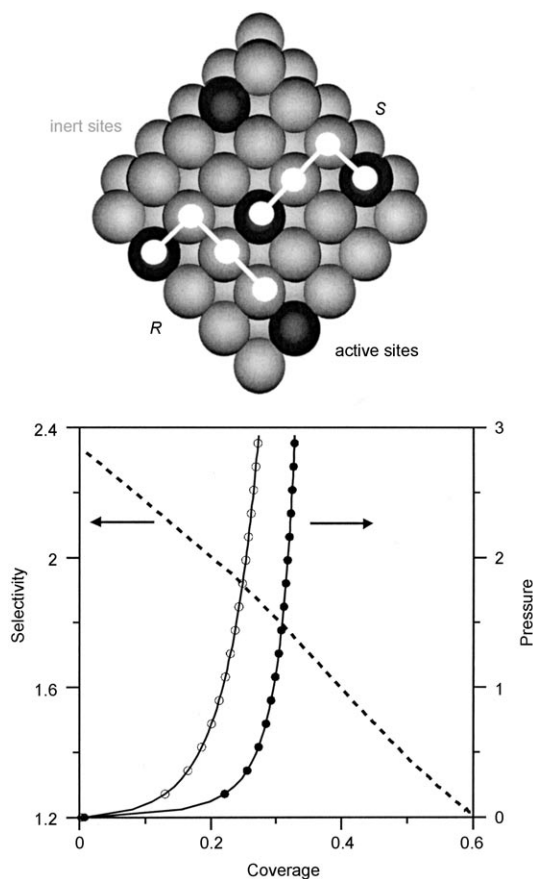 S
inert sites
R
active sites
2.4
3
2
2
Selectivity
Pressure
1.6
1
1.2
0
0
0.2
0.4
0.6
Coverage